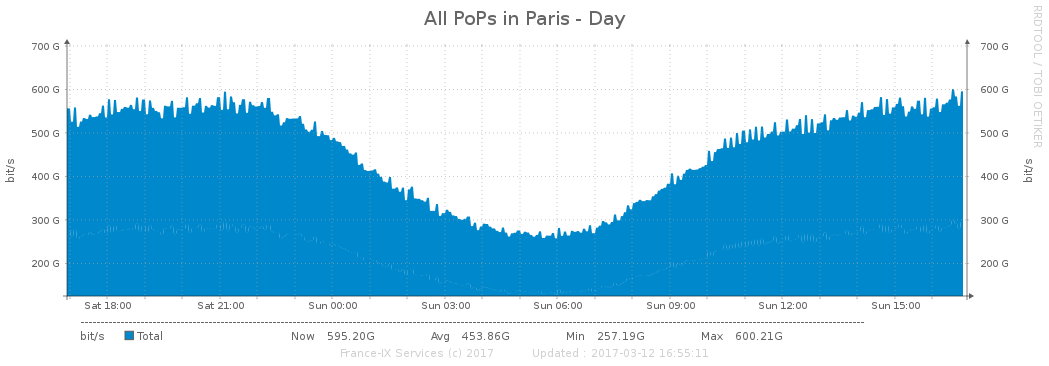 All PoPs in Paris - Day
RRDTOOL / TOBI OETIKER
700 G 700 G
600 G 600 G
500 G 500 G
400 G 400 G
300 G 300 G
200 G 200 G
bit/s
bit/s
Sat 18:00 Sat 21:00 Sun 00:00 Sun 03:00 Sun 06:00 Sun 09:00 Sun 12:00 Sun 15:00
bit/s Total Now 595.20G Avg 453.86G Min 257.19G Max 600.21G
France-IX Services (c) 2017 Updated : 2017-03-12 16:55:11